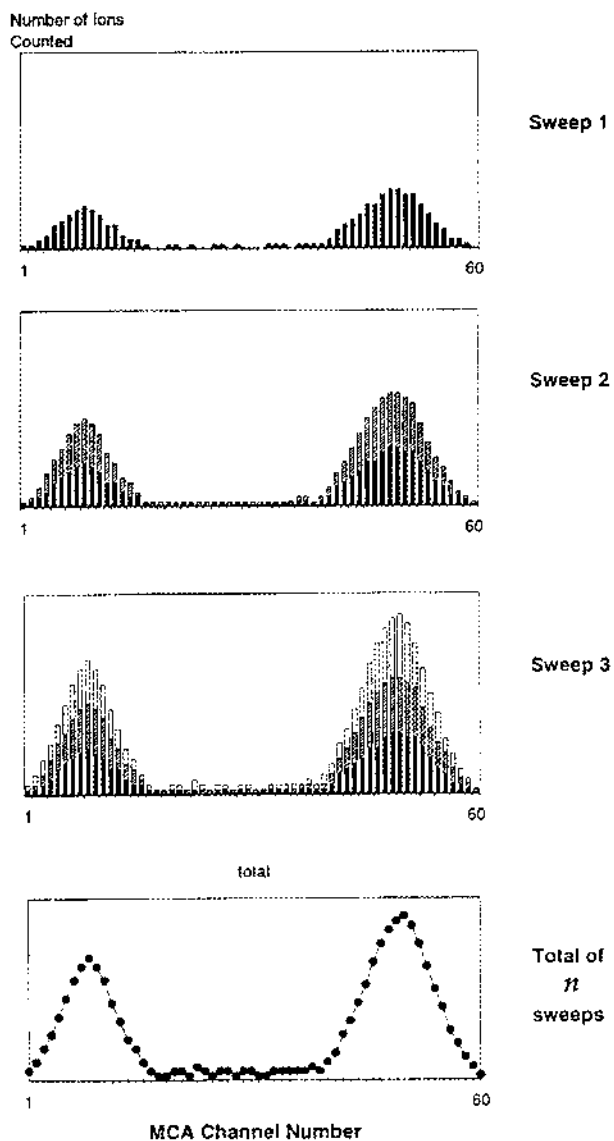 Number of Ions
Counted
Sweep 1
1
60
Sweep 2
1
60
Sweep 3
1
60
total
Total of
n
sweeps
1
60
MCA Channel Number